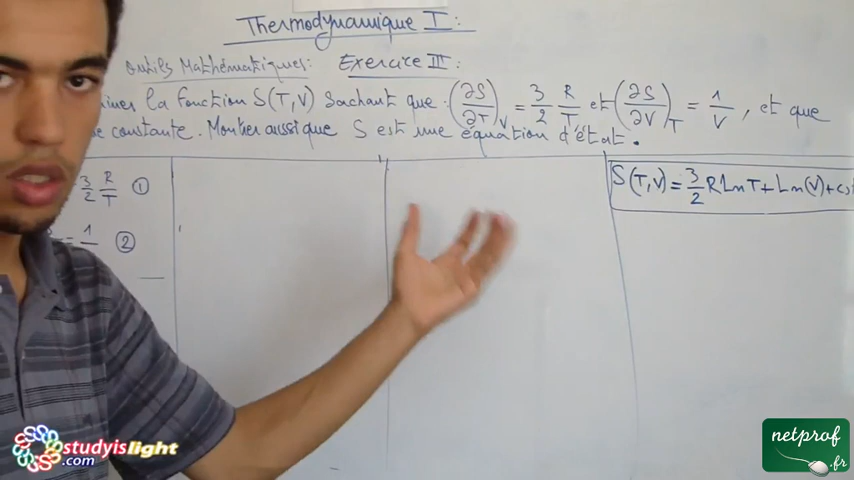 Thermodynamique I :
Outils Mathématiques: Exercice III :
la fonction S(T,V) Sachant que : (∂S/∂T)V = 3/2 R/T et (∂S/∂V)T = 1/V , et que
constante. Montrer aussi que S est une équation d'état.
3/2 R/T ①
= 1 ②
S(T,V) = 3/2 R Ln T + Ln(V) +
studyislight
.com
netprof
.fr